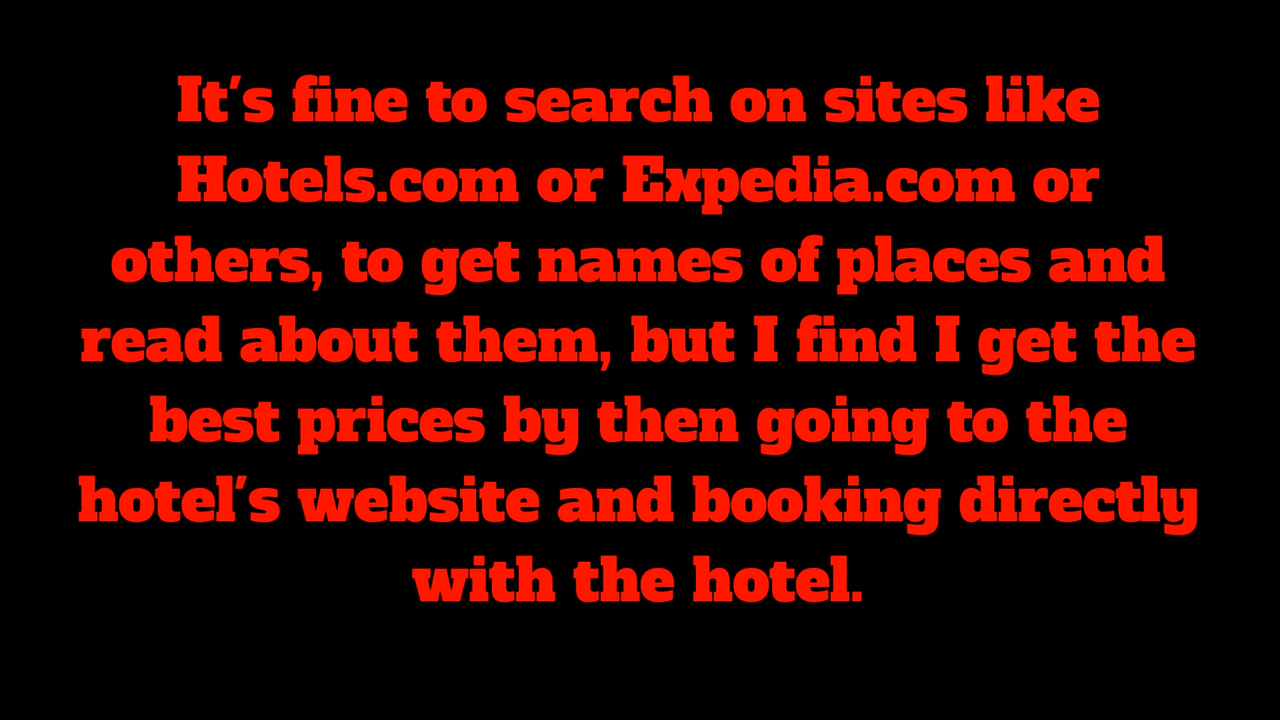 It's fine to search on sites like
Hotels.com or Expedia.com or
others, to get names of places and
read about them, but I find I get the
best prices by then going to the
hotel's website and booking directly
with the hotel.